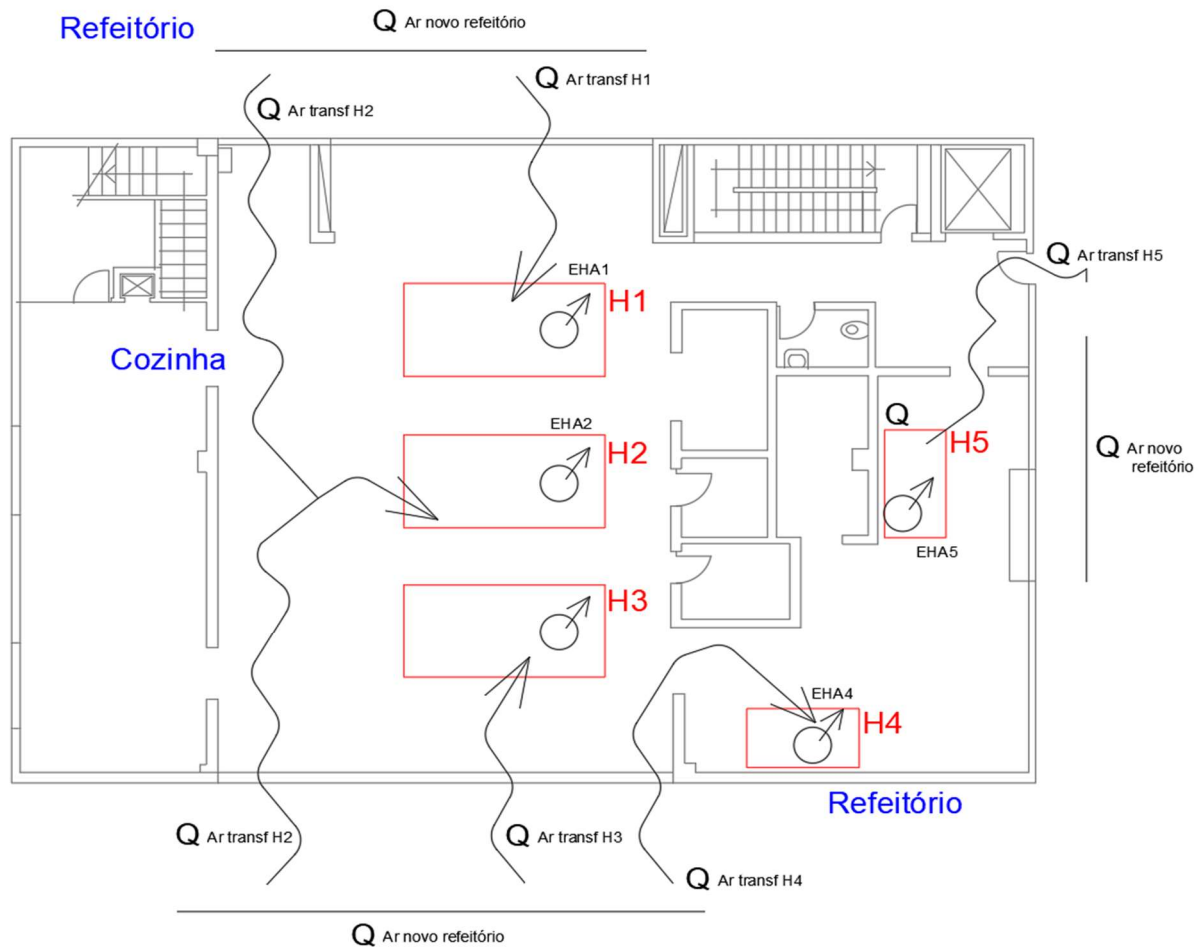 Q Ar novo refeitório
Refeitório
Q Ar transf H1
Q Ar transf H2
Q Ar transf H5
EHA1
H1
Cozinha
EHA2
H2
Q
H5
Q Ar novo
refeitório
EHA5
H3
EHA4
H4
Refeitório
Q Ar transf H2
Q Ar transf H3
Q Ar transf H4
Q Ar novo refeitório